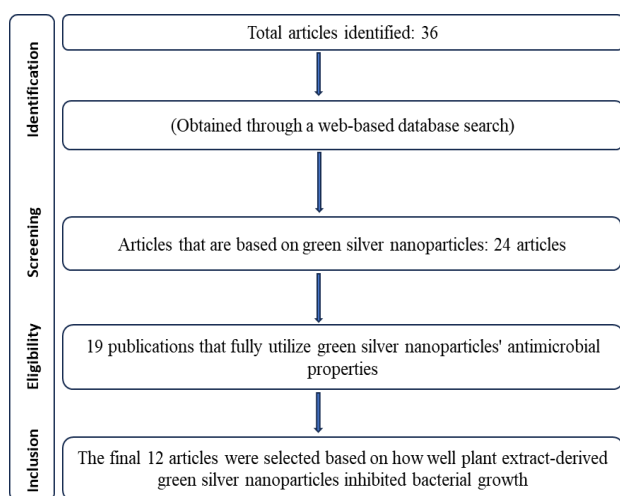 Identification
Total articles identified: 36
(Obtained through a web-based database search)
Screening
Articles that are based on green silver nanoparticles: 24 articles
Eligibility
19 publications that fully utilize green silver nanoparticles' antimicrobial
properties
Inclusion
The final 12 articles were selected based on how well plant extract-derived
green silver nanoparticles inhibited bacterial growth